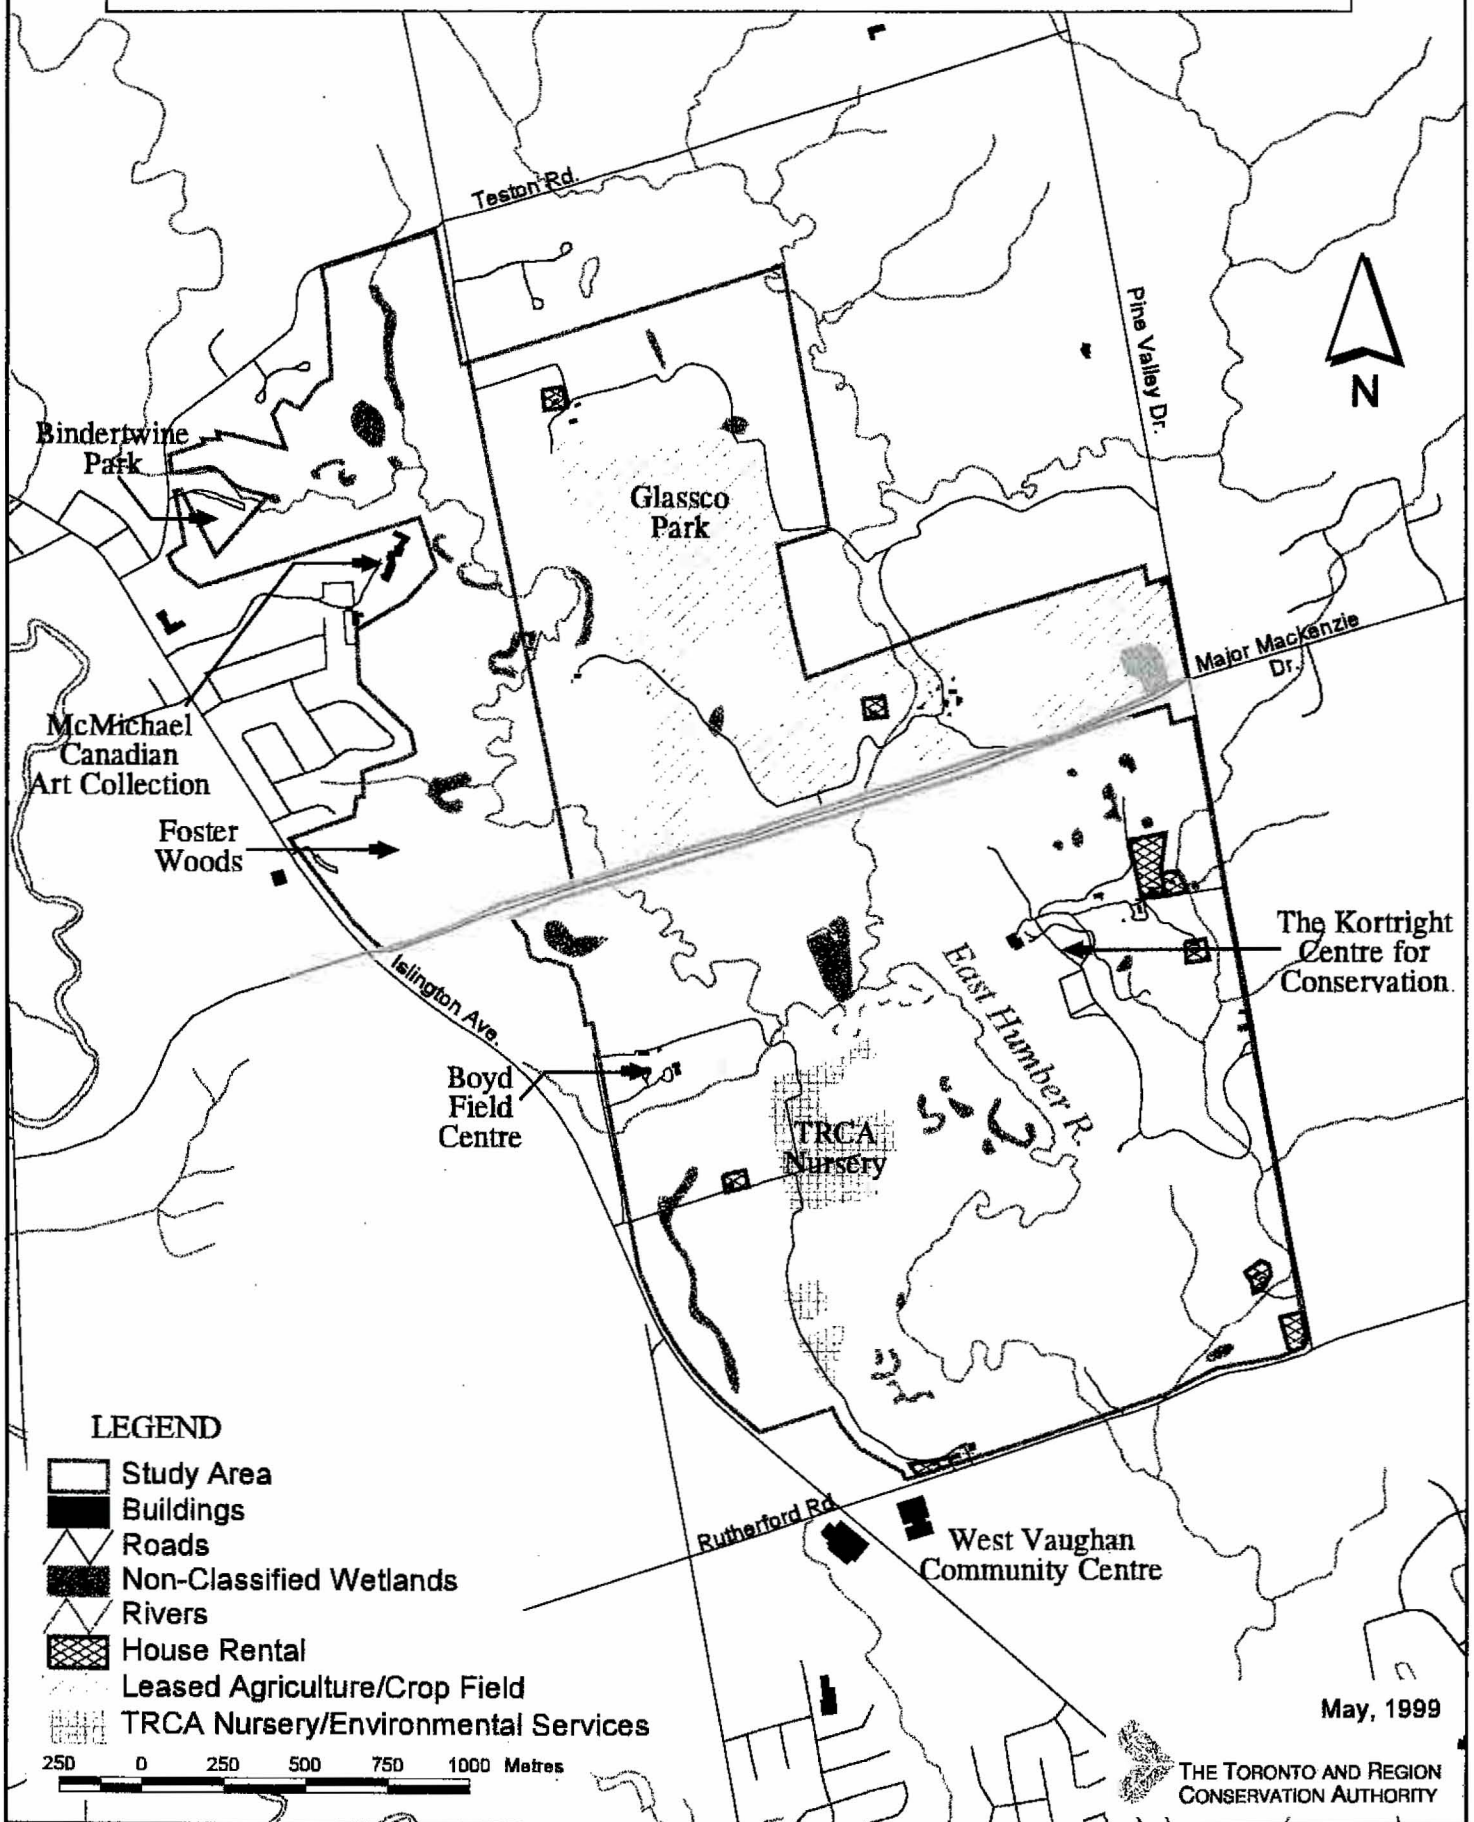 Teston Rd.
Pine Valley Dr.
N
Bindertwine
Park
Glassco
Park
Major Mackenzie
Dr.
McMichael
Canadian
Art Collection
Foster
Woods
The Kortright
Centre for
Conservation
Islington Ave.
East Humber R.
Boyd
Field
Centre
TRCA
Nursery
LEGEND
Study Area
Buildings
Roads
Non-Classified Wetlands
Rivers
House Rental
Leased Agriculture/Crop Field
TRCA Nursery/Environmental Services
250 0 250 500 750 1000 Metres
Rutherford Rd.
West Vaughan
Community Centre
May, 1999
THE TORONTO AND REGION
CONSERVATION AUTHORITY